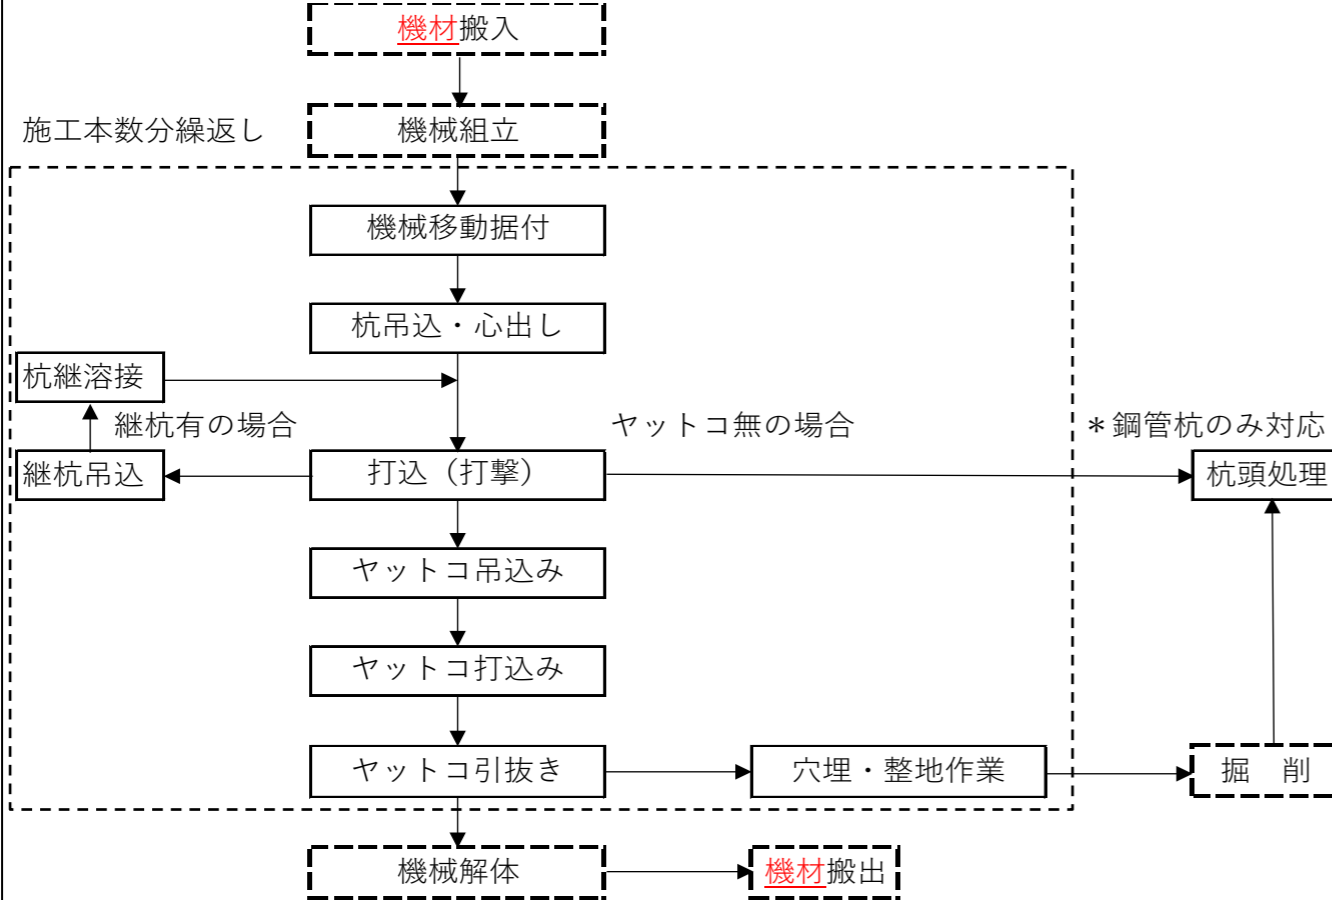 機材搬入
施工本数分繰返し
機械組立
機械移動据付
杭吊込・心出し
杭継溶接
継杭有の場合
ヤットコ無の場合
＊鋼管杭のみ対応
継杭吊込
打込（打撃）
杭頭処理
ヤットコ吊込み
ヤットコ打込み
ヤットコ引抜き
穴埋・整地作業
掘　削
機械解体
機材搬出